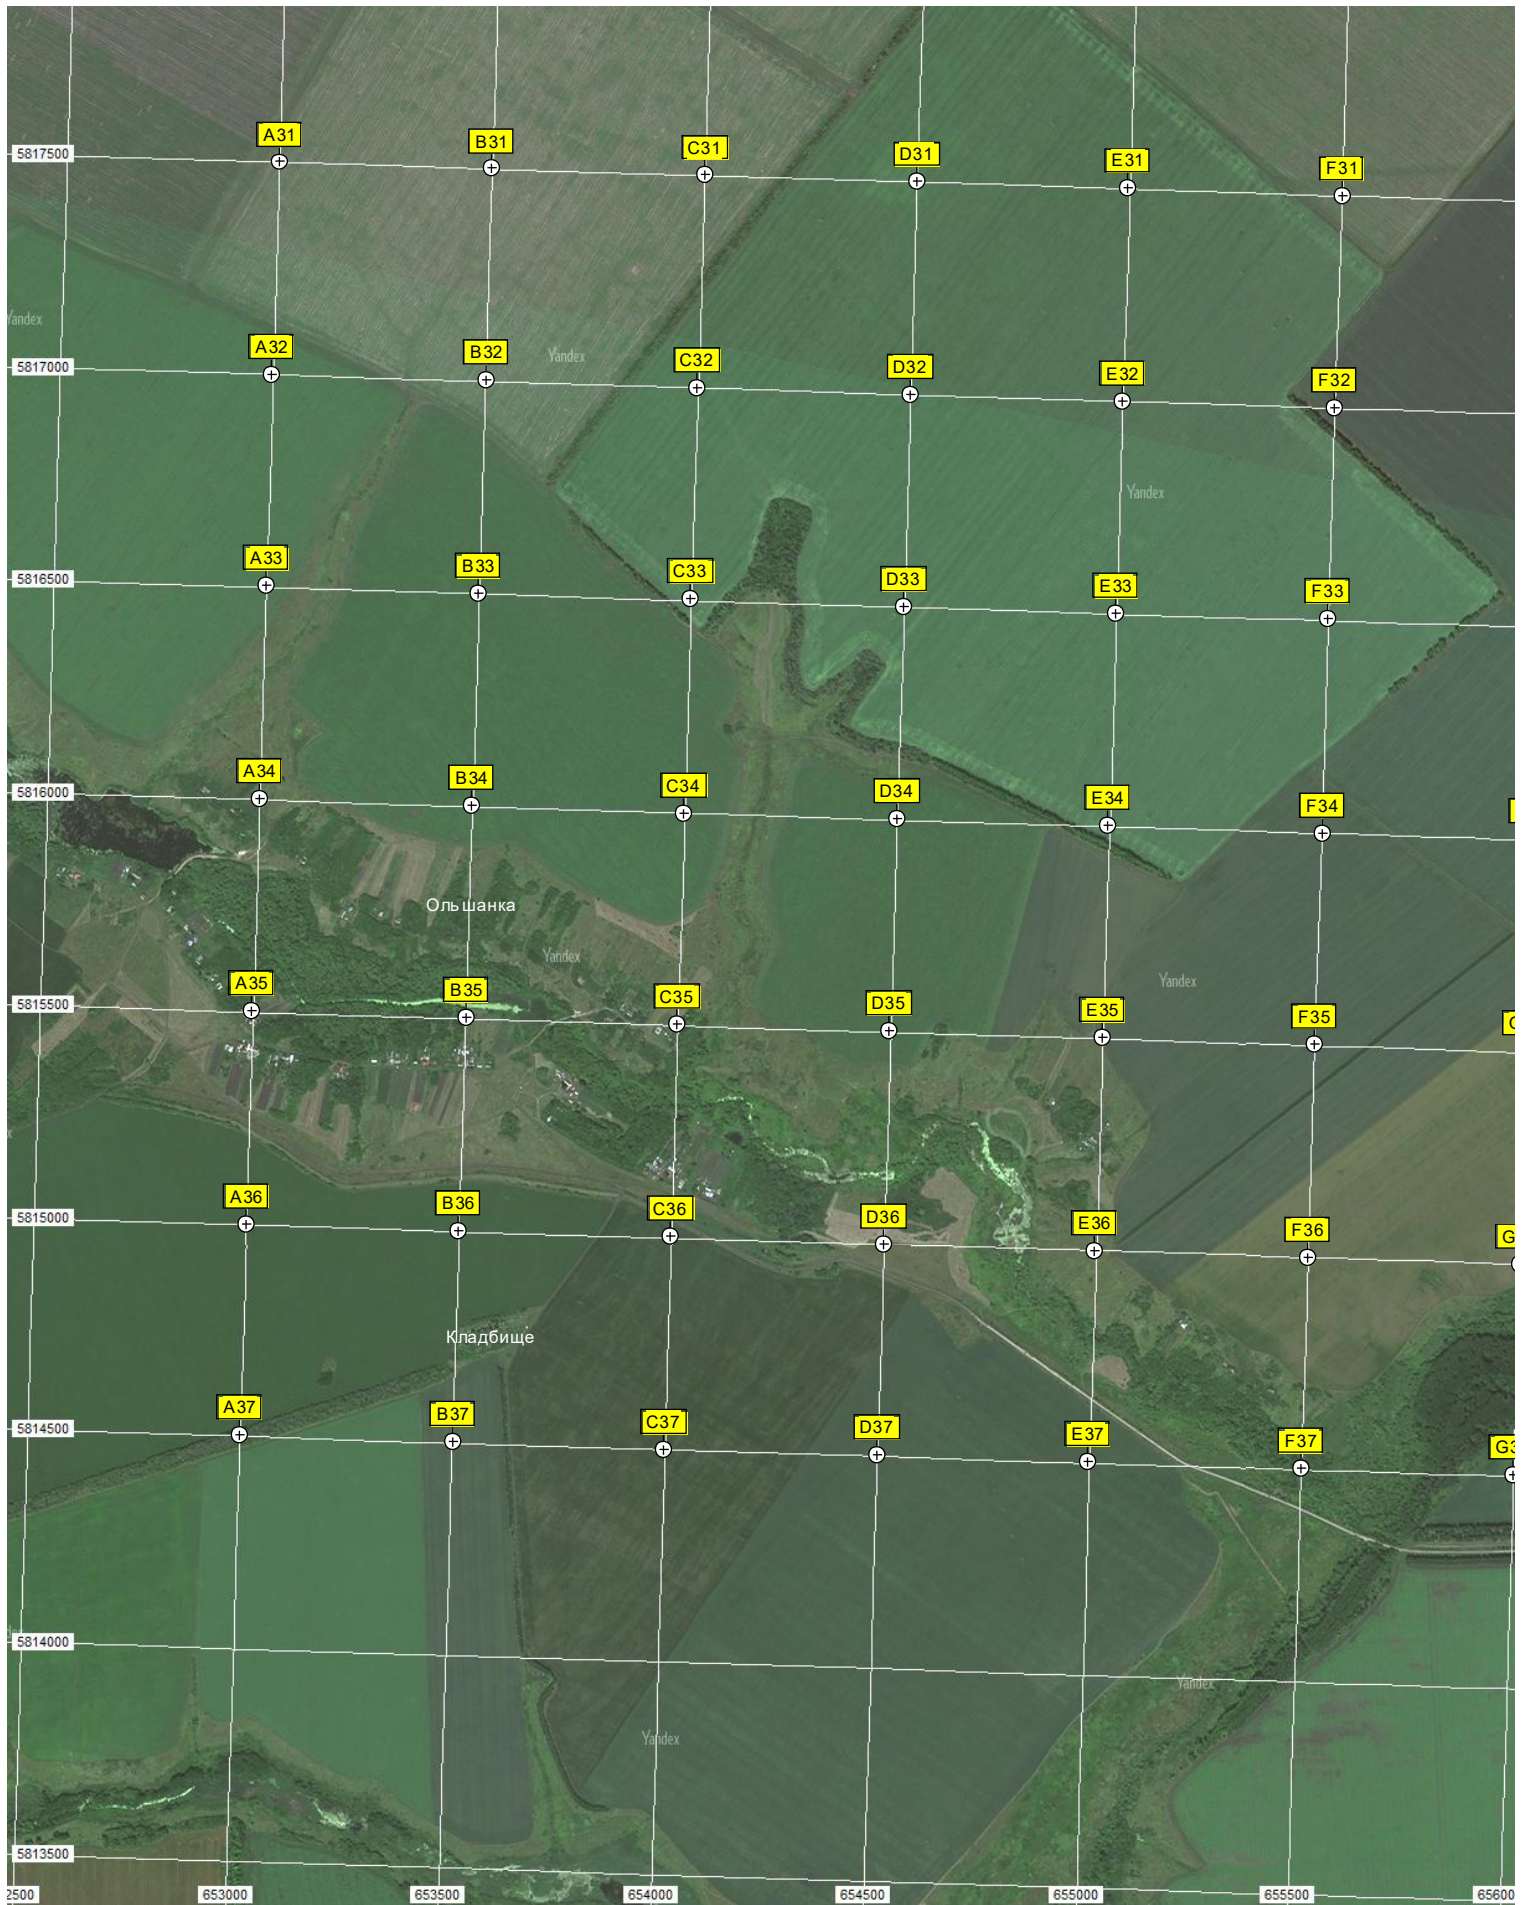 A31 B31 C31 D31 E31 F31
5817500
Yandex
A32 B32 Yandex C32 D32 E32 F32
5817000
Yandex
A33 B33 C33 D33 E33 F33
5816500
A34 B34 C34 D34 E34 F34
5816000
Ольшанка
Yandex
Yandex
A35 B35 C35 D35 E35 F35
5815500
A36 B36 C36 D36 E36 F36
5815000
Кладбище
A37 B37 C37 D37 E37 F37
5814500
5814000
Yandex
Yandex
5813500
2500 653000 653500 654000 654500 655000 655500